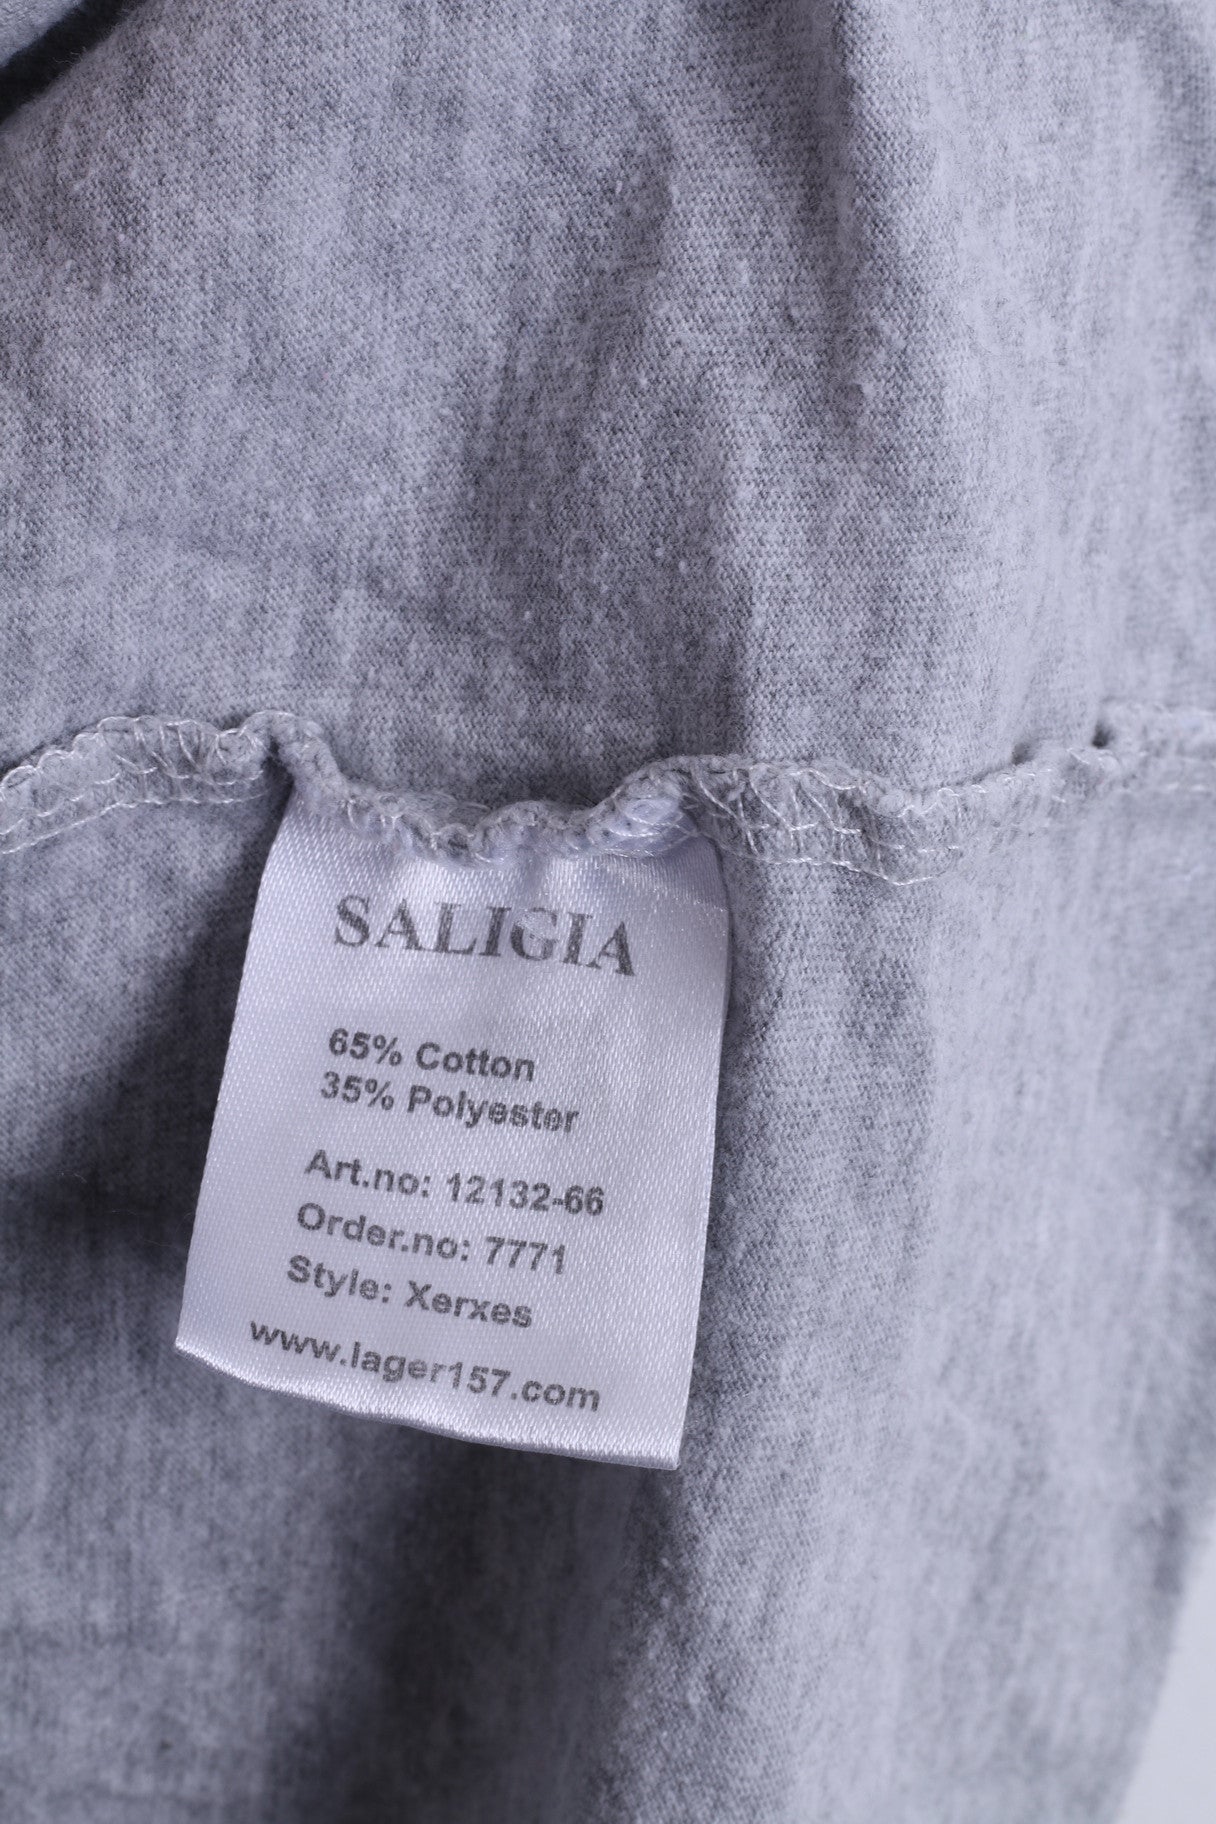 SALIGIA
65% Cotton
35% Polyester
Art.no: 12132-66
Order.no: 7771
Style: Xerxes
www.lager157.com